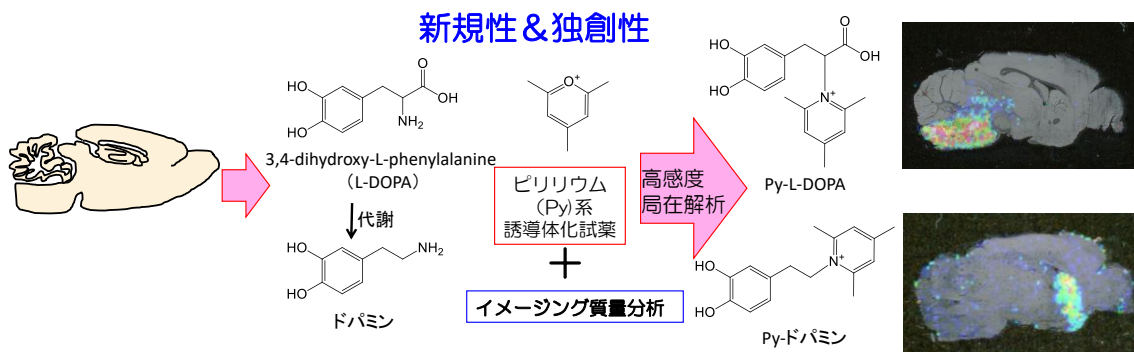 新規性＆独創性
O
OH
NH2
HO
HO
3,4-dihydroxy-L-phenylalanine
（L-DOPA）
代謝
NH2
HO
HO
ドパミン
O+
ピリリウム
（Py)系
誘導体化試薬
＋
イメージング質量分析
高感度
局在解析
O
OH
HO
HO
N+
Py-L-DOPA
N+
HO
HO
Py-ドパミン